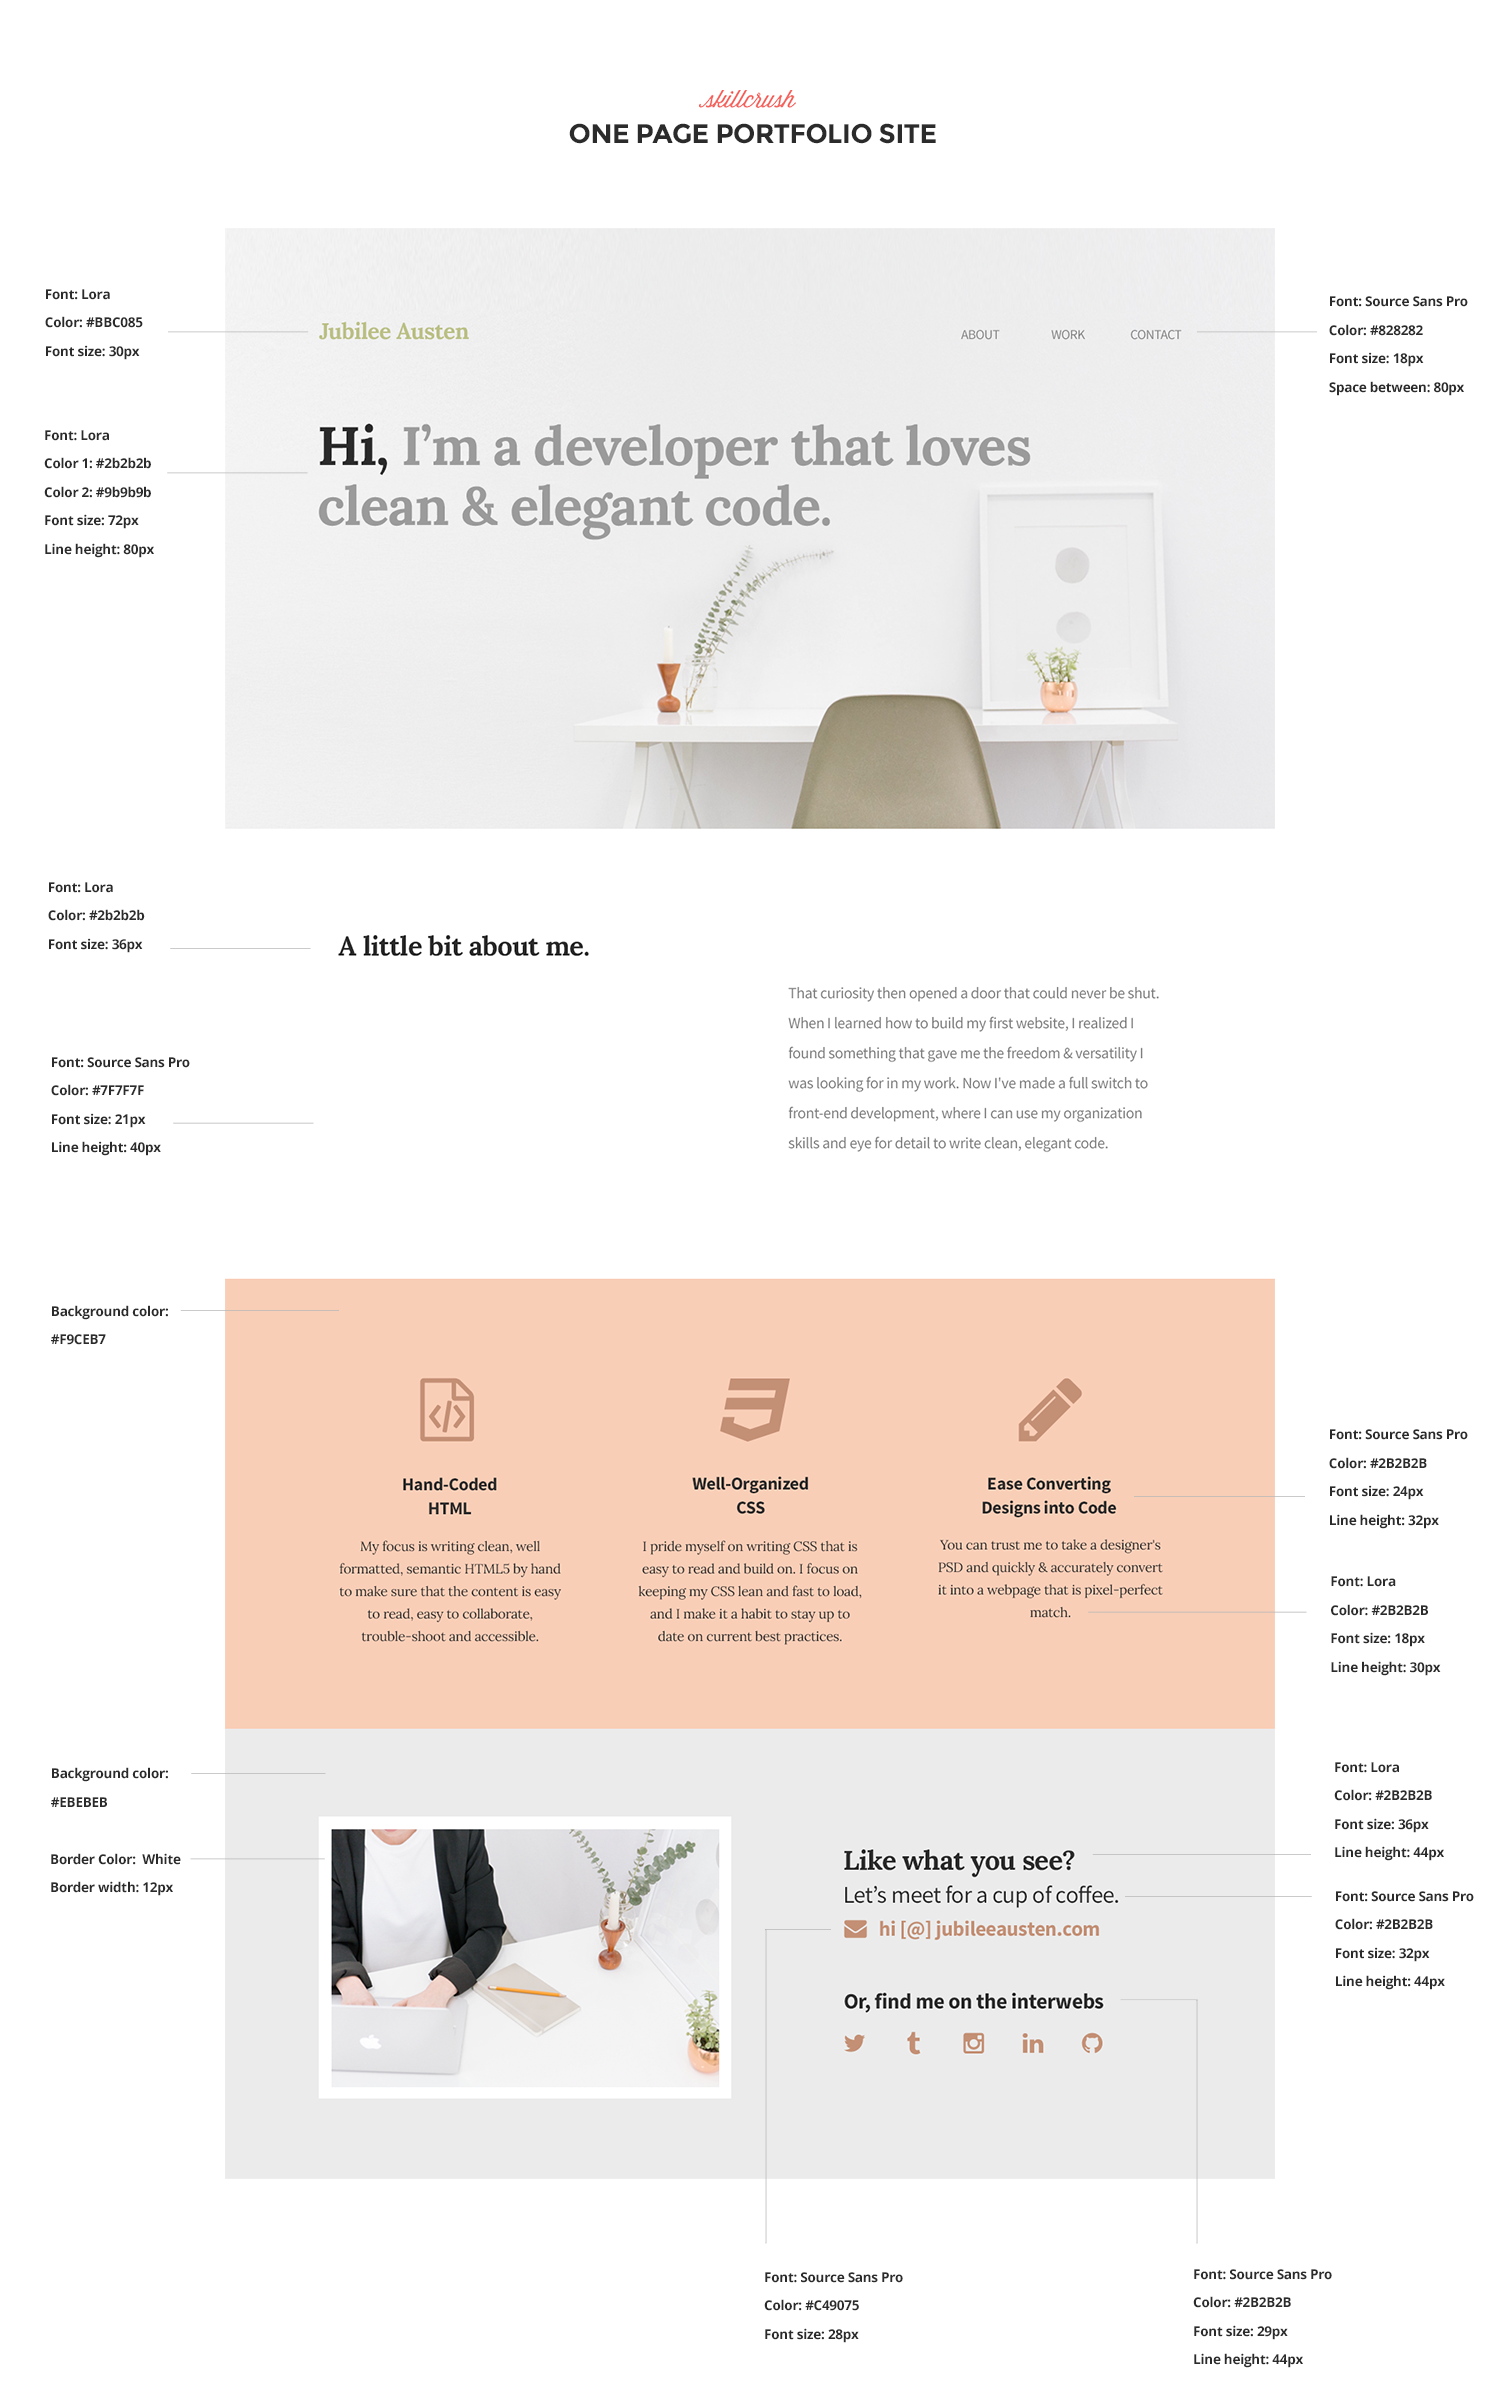 skillcrush
ONE PAGE PORTFOLIO SITE
Font: Lora
Color: #BBC085
Font size: 30px
Jubilee Austen
ABOUT WORK CONTACT
Font: Source Sans Pro
Color: #828282
Font size: 18px
Space between: 80px
Font: Lora
Color 1: #2b2b2b
Color 2: #9b9b9b
Font size: 72px
Line height: 80px
Hi, I’m a developer that loves
clean & elegant code.
Font: Lora
Color: #2b2b2b
Font size: 36px
A little bit about me.
Font: Source Sans Pro
Color: #7F7F7F
Font size: 21px
Line height: 40px
That curiosity then opened a door that could never be shut.
When I learned how to build my first website, I realized I
found something that gave me the freedom & versatility I
was looking for in my work. Now I've made a full switch to
front-end development, where I can use my organization
skills and eye for detail to write clean, elegant code.
Background color:
#F9CEB7
Hand-Coded
HTML
My focus is writing clean, well
formatted, semantic HTML5 by hand
to make sure that the content is easy
to read, easy to collaborate,
trouble-shoot and accessible.
Well-Organized
CSS
I pride myself on writing CSS that is
easy to read and build on. I focus on
keeping my CSS lean and fast to load,
and I make it a habit to stay up to
date on current best practices.
Ease Converting
Designs into Code
You can trust me to take a designer's
PSD and quickly & accurately convert
it into a webpage that is pixel-perfect
match.
Font: Source Sans Pro
Color: #2B2B2B
Font size: 24px
Line height: 32px
Font: Lora
Color: #2B2B2B
Font size: 18px
Line height: 30px
Background color:
#EBEBEB
Border Color: White
Border width: 12px
Like what you see?
Let’s meet for a cup of coffee.
hi [@] jubileeausten.com
Or, find me on the interwebs
Font: Lora
Color: #2B2B2B
Font size: 36px
Line height: 44px
Font: Source Sans Pro
Color: #2B2B2B
Font size: 32px
Line height: 44px
Font: Source Sans Pro
Color: #C49075
Font size: 28px
Font: Source Sans Pro
Color: #2B2B2B
Font size: 29px
Line height: 44px